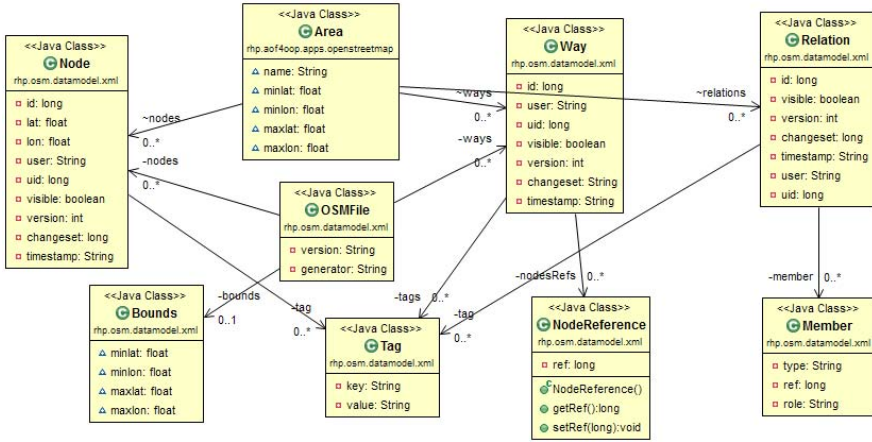 <<Java Class>>
Node
rhp.osm.datamodel.xml
id: long
lat: float
lon: float
user: String
uid: long
visible: boolean
version: int
changeset: long
timestamp: String
<<Java Class>>
Area
rhp.aof4oop.apps.openstreetmap
name: String
minlat: float
minlon: float
maxlat: float
maxlon: float
<<Java Class>>
Way
rhp.osm.datamodel.xml
id: long
user: String
uid: long
visible: boolean
version: int
changeset: String
timestamp: String
<<Java Class>>
Relation
rhp.osm.datamodel.xml
id: long
visible: boolean
version: int
changeset: long
timestamp: String
user: String
uid: long
~nodes
0..*
-nodes
0..*
~ways
0..*
-ways
0..*
~relations
0..*
<<Java Class>>
OSMFile
rhp.osm.datamodel.xml
version: String
generator: String
-bounds
0..1
-tag
0..*
-tags
0..*
-nodesRefs
0..*
-tag
0..*
-member
0..*
<<Java Class>>
Bounds
rhp.osm.datamodel.xml
minlat: float
minlon: float
maxlat: float
maxlon: float
<<Java Class>>
Tag
rhp.osm.datamodel.xml
key: String
value: String
<<Java Class>>
NodeReference
rhp.osm.datamodel.xml
ref: long
NodeReference()
getRef():long
setRef(long):void
<<Java Class>>
Member
rhp.osm.datamodel.xml
type: String
ref: long
role: String